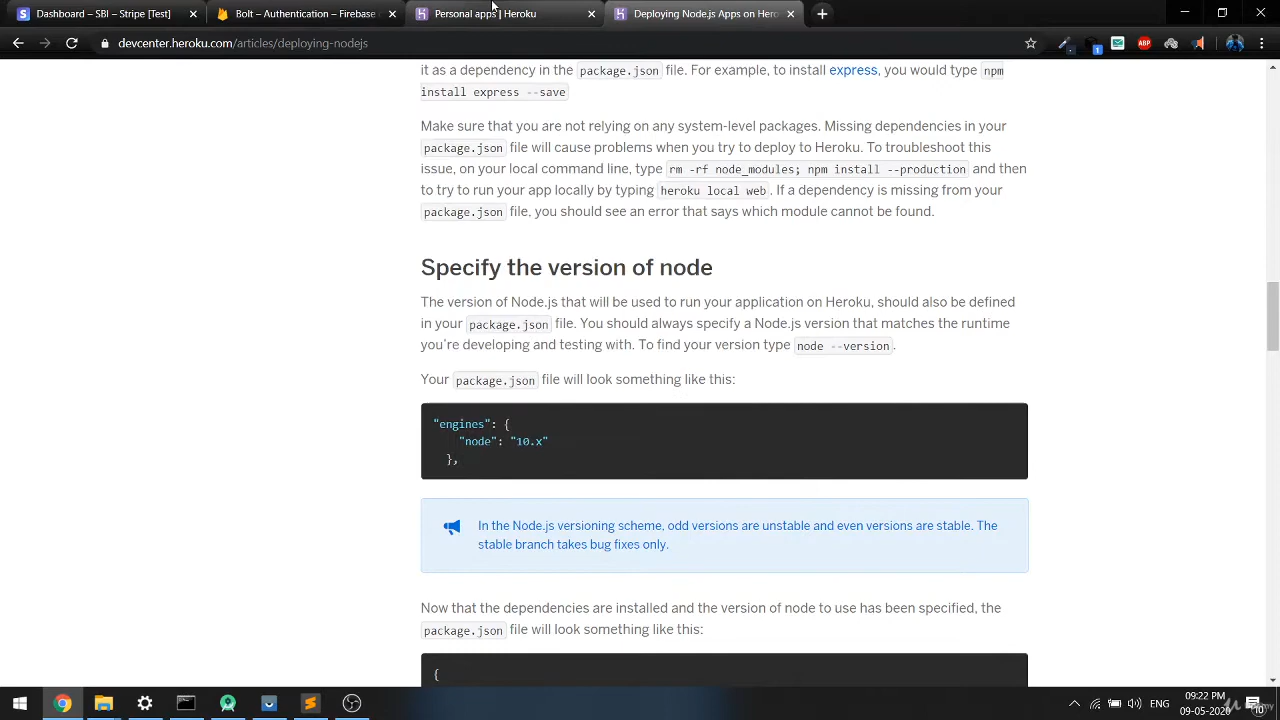 Dashboard – SBI – Stripe [Test]
Bolt – Authentication – Firebase c
Personal apps | Heroku
Deploying Node.js Apps on Hero
devcenter.heroku.com/articles/deploying-nodejs
it as a dependency in the package.json file. For example, to install express, you would type npm
install express --save
Make sure that you are not relying on any system-level packages. Missing dependencies in your
package.json file will cause problems when you try to deploy to Heroku. To troubleshoot this
issue, on your local command line, type rm -rf node_modules; npm install --production and then
to try to run your app locally by typing heroku local web. If a dependency is missing from your
package.json file, you should see an error that says which module cannot be found.
Specify the version of node
The version of Node.js that will be used to run your application on Heroku, should also be defined
in your package.json file. You should always specify a Node.js version that matches the runtime
you're developing and testing with. To find your version type node --version.
Your package.json file will look something like this:
"engines": {
"node": "10.x"
},
In the Node.js versioning scheme, odd versions are unstable and even versions are stable. The
stable branch takes bug fixes only.
Now that the dependencies are installed and the version of node to use has been specified, the
package.json file will look something like this:
{
ENG
09:22 PM
09-05-2020